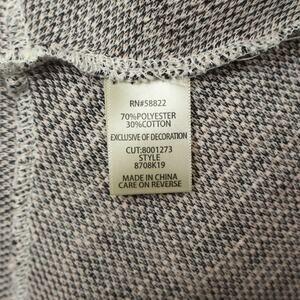 RN#58822
70%POLYESTER
30%COTTON
EXCLUSIVE OF DECORATION
CUT:8001273
STYLE
8708K19
MADE IN CHINA
CARE ON REVERSE